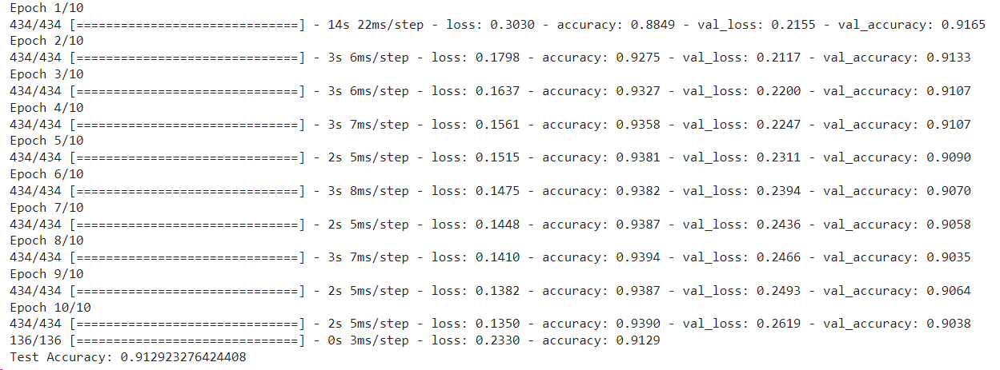 Epoch 1/10
434/434 [==============================] - 14s 22ms/step - loss: 0.3030 - accuracy: 0.8849 - val_loss: 0.2155 - val_accuracy: 0.9165
Epoch 2/10
434/434 [==============================] - 3s 6ms/step - loss: 0.1798 - accuracy: 0.9275 - val_loss: 0.2117 - val_accuracy: 0.9133
Epoch 3/10
434/434 [==============================] - 3s 6ms/step - loss: 0.1637 - accuracy: 0.9327 - val_loss: 0.2200 - val_accuracy: 0.9107
Epoch 4/10
434/434 [==============================] - 3s 7ms/step - loss: 0.1561 - accuracy: 0.9358 - val_loss: 0.2247 - val_accuracy: 0.9107
Epoch 5/10
434/434 [==============================] - 2s 5ms/step - loss: 0.1515 - accuracy: 0.9381 - val_loss: 0.2311 - val_accuracy: 0.9090
Epoch 6/10
434/434 [==============================] - 3s 8ms/step - loss: 0.1475 - accuracy: 0.9382 - val_loss: 0.2394 - val_accuracy: 0.9070
Epoch 7/10
434/434 [==============================] - 2s 5ms/step - loss: 0.1448 - accuracy: 0.9387 - val_loss: 0.2436 - val_accuracy: 0.9058
Epoch 8/10
434/434 [==============================] - 3s 7ms/step - loss: 0.1410 - accuracy: 0.9394 - val_loss: 0.2466 - val_accuracy: 0.9035
Epoch 9/10
434/434 [==============================] - 2s 5ms/step - loss: 0.1382 - accuracy: 0.9387 - val_loss: 0.2493 - val_accuracy: 0.9064
Epoch 10/10
434/434 [==============================] - 2s 5ms/step - loss: 0.1350 - accuracy: 0.9390 - val_loss: 0.2619 - val_accuracy: 0.9038
136/136 [==============================] - 0s 3ms/step - loss: 0.2330 - accuracy: 0.9129
Test Accuracy: 0.912923276424408